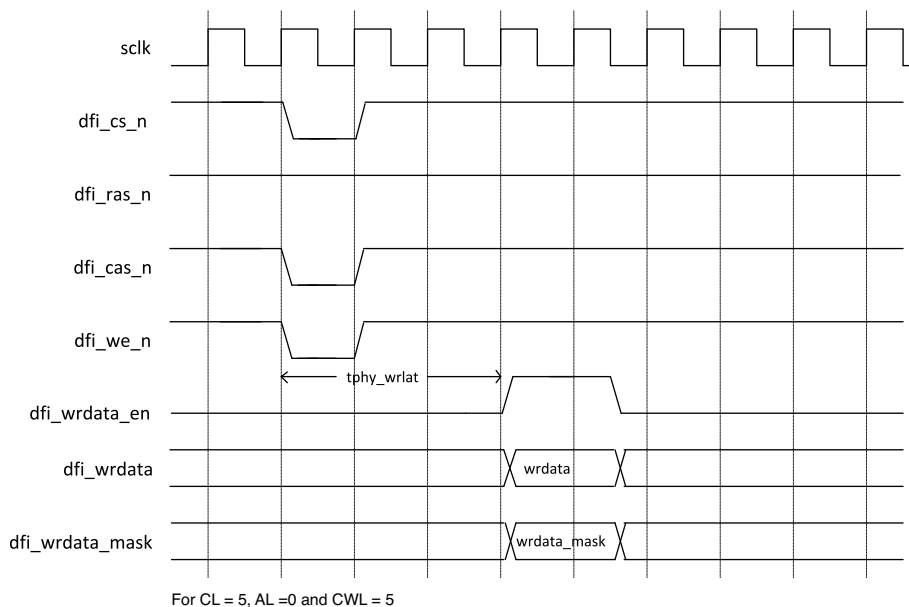 sclk
dfi_cs_n
dfi_ras_n
dfi_cas_n
dfi_we_n
tphy_wrlat
dfi_wrdata_en
dfi_wrdata
wrdata
dfi_wrdata_mask
wrdata_mask
For CL = 5, AL =0 and CWL = 5